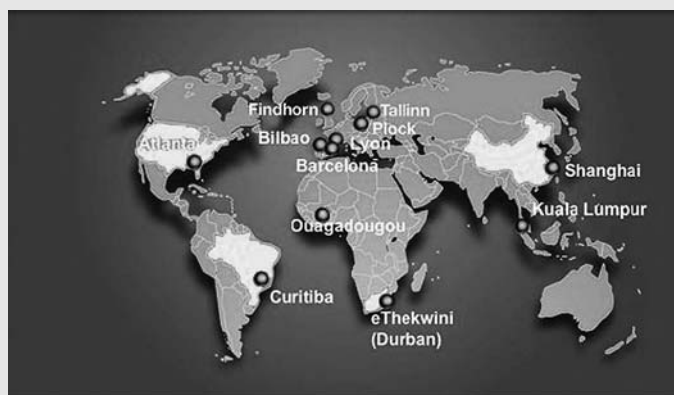 Findhorn
Tallinn
Plock
Bilbao
Lyon
Atlanta
Barcelona
Shanghai
Kuala Lumpur
Ouagadougou
Curitiba
eThekwini
(Durban)